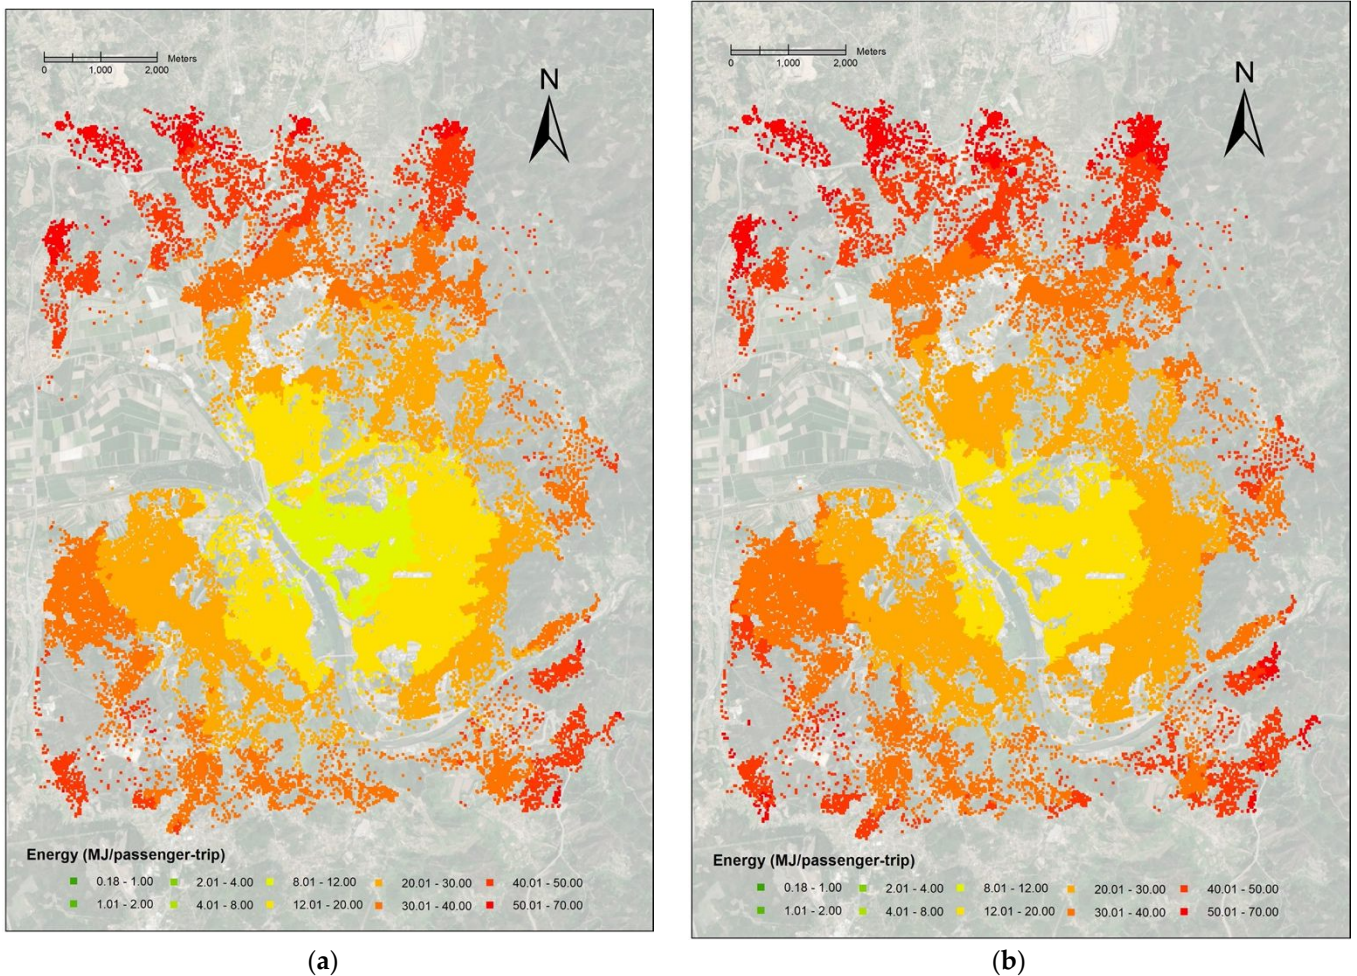 Meters
0 1,000 2,000
N
Energy (MJ/passenger-trip)
0.18 - 1.00 2.01 - 4.00 8.01 - 12.00 20.01 - 30.00 40.01 - 50.00
1.01 - 2.00 4.01 - 8.00 12.01 - 20.00 30.01 - 40.00 50.01 - 70.00
(a)
Meters
0 1,000 2,000
N
Energy (MJ/passenger-trip)
0.18 - 1.00 2.01 - 4.00 8.01 - 12.00 20.01 - 30.00 40.01 - 50.00
1.01 - 2.00 4.01 - 8.00 12.01 - 20.00 30.01 - 40.00 50.01 - 70.00
(b)